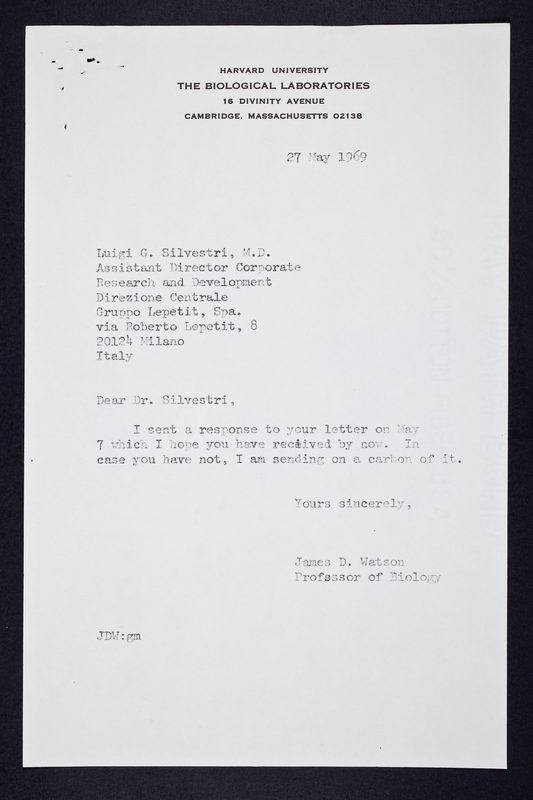 HARVARD UNIVERSITY
THE BIOLOGICAL LABORATORIES
16 DIVINITY AVENUE
CAMBRIDGE, MASSACHUSETTS 02138
27 May 1969
Luigi G. Silvestri, M.D.
Assistant Director Corporate
Research and Development
Direzione Centrale
Gruppo Lepetit, Spa.
via Roberto Lepetit, 8
20124 Milano
Italy
Dear Dr. Silvestri,
I sent a response to your letter on May
7 which I hope you have received by now. In
case you have not, I am sending on a carbon of it.
Yours sincerely,
James D. Watson
Professor of Biology
JDW:gm